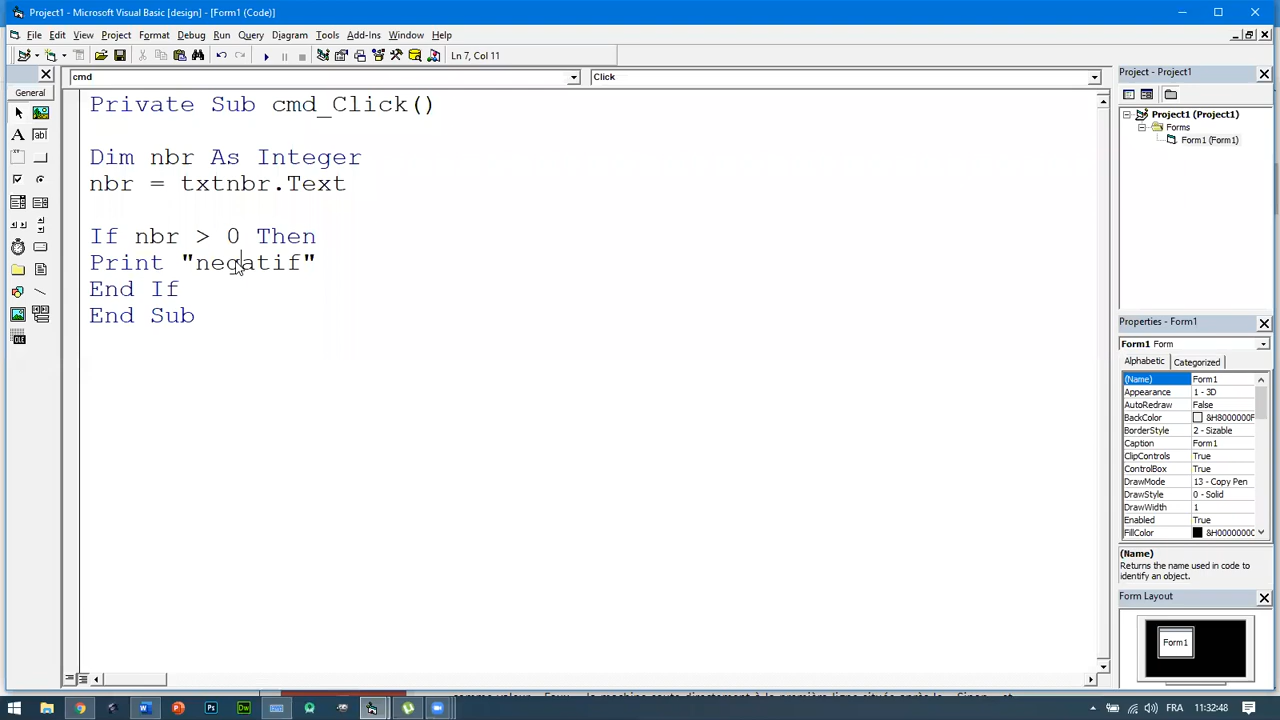 Project1 - Microsoft Visual Basic [design] - [Form1 (Code)]
File Edit View Project Format Debug Run Query Diagram Tools Add-Ins Window Help
Ln 7, Col 11
General
cmd
Click
Private Sub cmd_Click()
Dim nbr As Integer
nbr = txtnbr.Text
If nbr > 0 Then
Print "negatif"
End If
End Sub
Project - Project1
Project1 (Project1)
Forms
Form1 (Form1)
Properties - Form1
Form1 Form
Alphabetic Categorized
(Name) Form1
Appearance 1 - 3D
AutoRedraw False
BackColor &H8000000F
BorderStyle 2 - Sizable
Caption Form1
ClipControls True
ControlBox True
DrawMode 13 - Copy Pen
DrawStyle 0 - Solid
DrawWidth 1
Enabled True
FillColor &H0000000C
(Name)
Returns the name used in code to
identify an object.
Form Layout
Form1
FRA 11:32:48